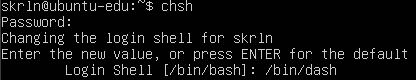 skrln@ubuntu-edu:~$ chsh
Password:
Changing the login shell for skrln
Enter the new value, or press ENTER for the default
Login Shell [/bin/bash]: /bin/dash